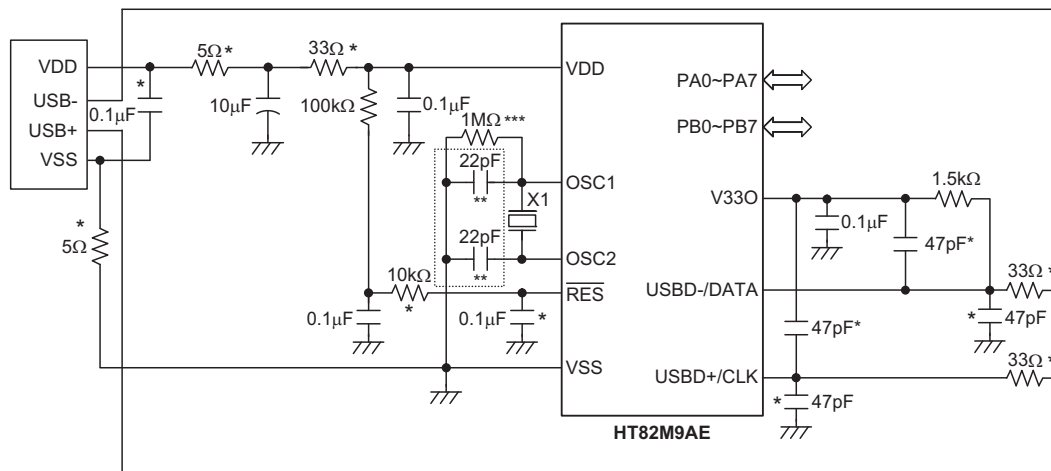 VDD
USB-
USB+
VSS
*
0.1μF
5Ω *
10μF
33Ω *
100kΩ
0.1μF
1MΩ ***
22pF
**
X1
22pF
**
*
5Ω
10kΩ
*
0.1μF
0.1μF *
VDD
OSC1
OSC2
RES
VSS
PA0~PA7
PB0~PB7
V33O
USBD-/DATA
USBD+/CLK
HT82M9AE
1.5kΩ
0.1μF
47pF*
33Ω *
* 47pF
47pF*
33Ω *
* 47pF